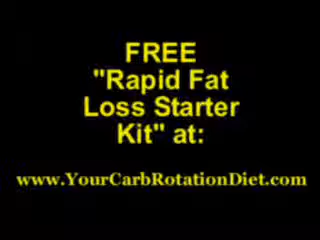 FREE
"Rapid Fat
Loss Starter
Kit" at:
www.YourCarbRotationDiet.com